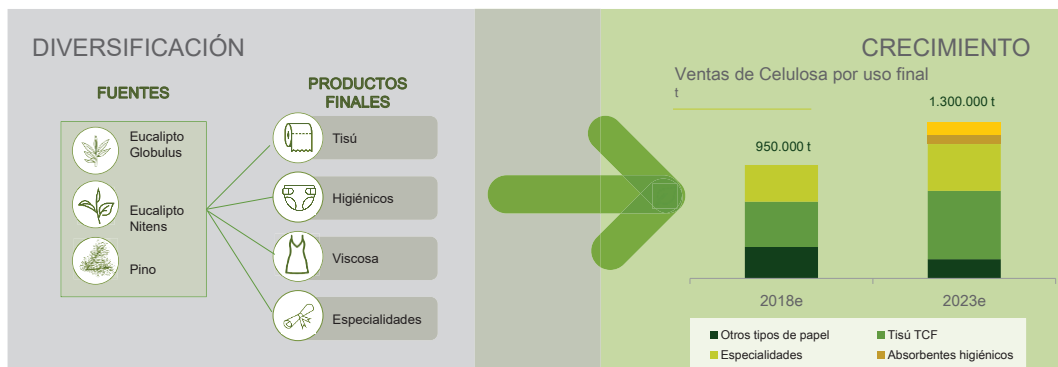 DIVERSIFICACIÓN
FUENTES
Eucalipto
Globulus
Eucalipto
Nitens
Pino
PRODUCTOS
FINALES
Tisú
Higiénicos
Viscosa
Especialidades
CRECIMIENTO
Ventas de Celulosa por uso final
t
950.000 t
1.300.000 t
2018e
2023e
Otros tipos de papel
Tisú TCF
Especialidades
Absorbentes higiénicos